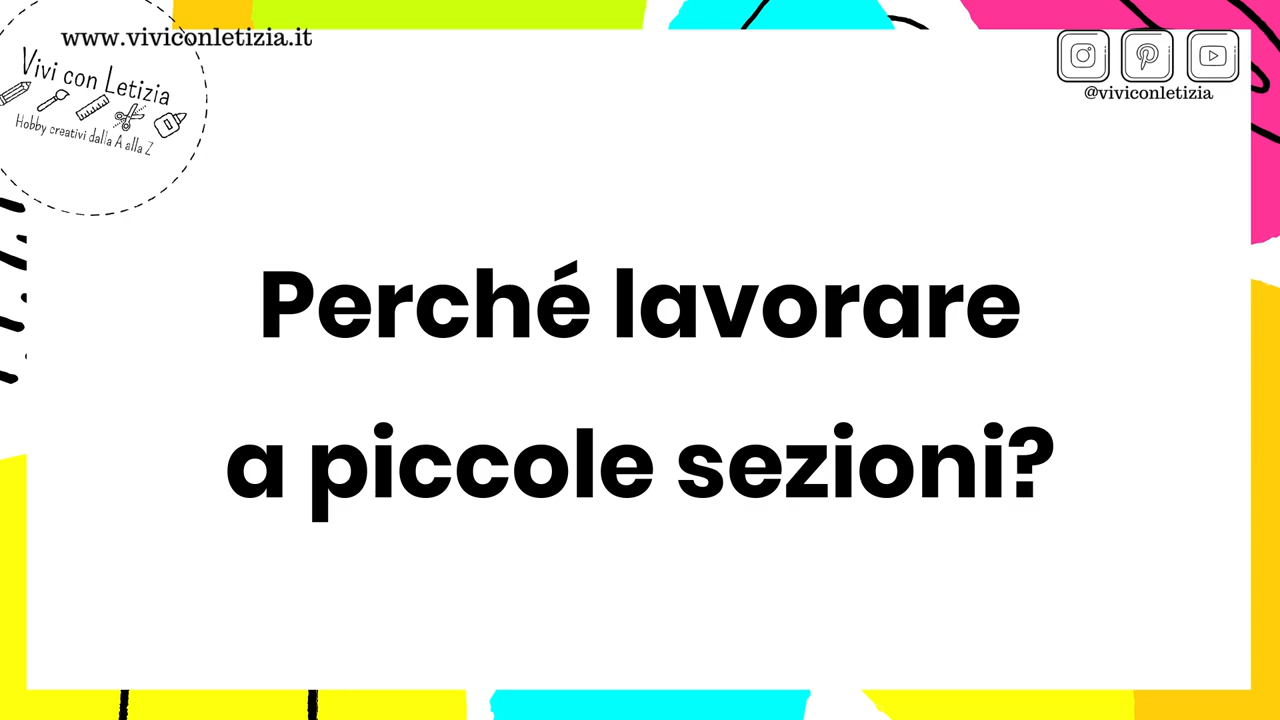 www.viviconletizia.it
Vivi con Letizia
Hobby creativi dalla A alla Z
@viviconletizia
Perché lavorare
a piccole sezioni?